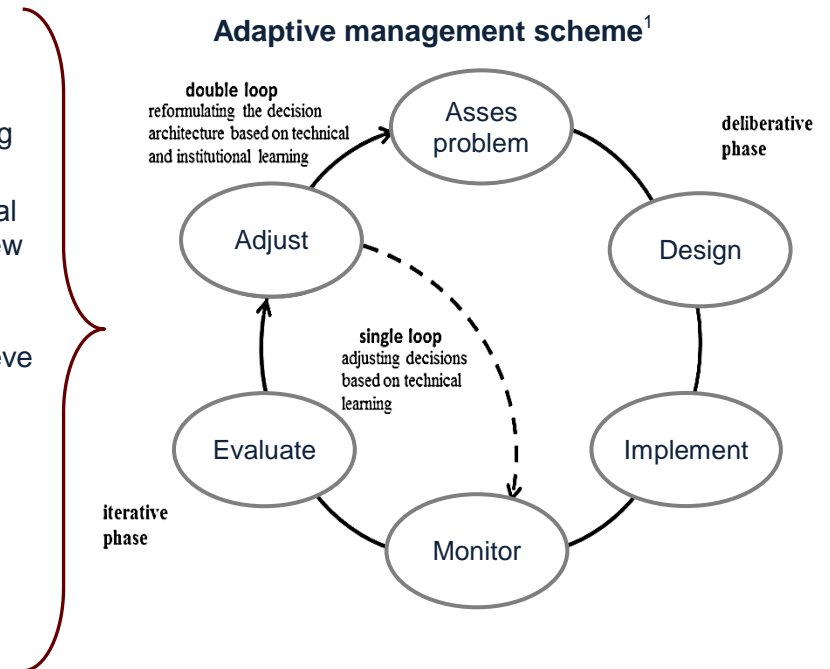 Adaptive management scheme¹
double loop
reformulating the decision
architecture based on technical
and institutional learning
Asses
problem
deliberative
phase
Adjust
Design
single loop
adjusting decisions
based on technical
learning
Evaluate
Implement
iterative
phase
Monitor